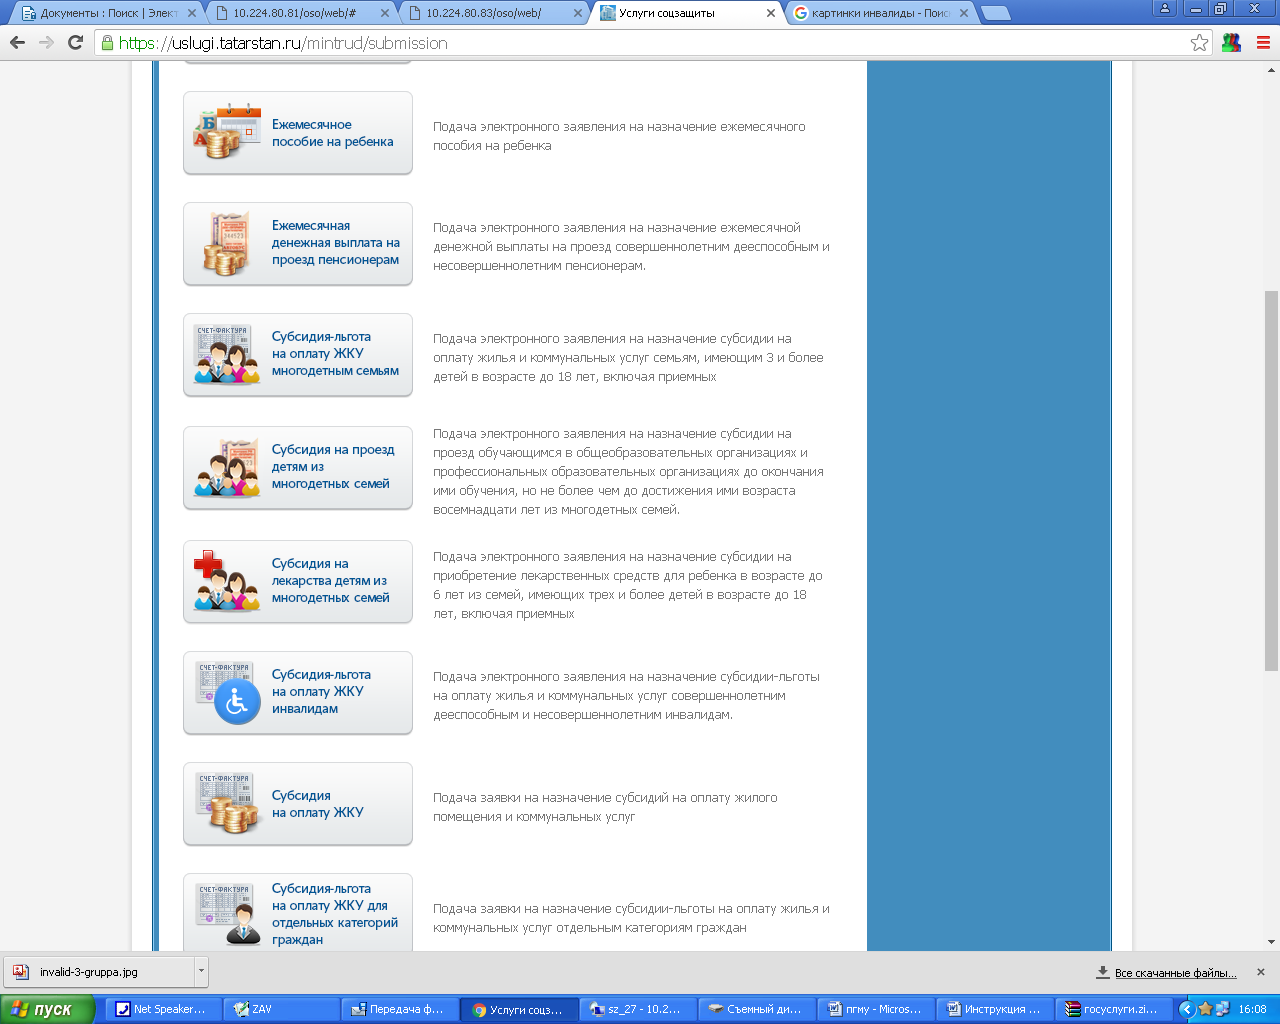 Документы : Поиск | Элект
10.224.80.81/oso/web/#
10.224.80.83/oso/web/
Услуги соцзащиты
картинки инвалиды - Поис
https://uslugi.tatarstan.ru/mintrud/submission
Ежемесячное
пособие на ребенка
Подача электронного заявления на назначение ежемесячного
пособия на ребенка
Ежемесячная
денежная выплата на
проезд пенсионерам
Подача электронного заявления на назначение ежемесячной
денежной выплаты на проезд совершеннолетним дееспособным и
несовершеннолетним пенсионерам.
СЧЕТ-ФАКТУРА
Субсидия-льгота
на оплату ЖКУ
многодетным семьям
Подача электронного заявления на назначение субсидии на
оплату жилья и коммунальных услуг семьям, имеющим 3 и более
детей в возрасте до 18 лет, включая приемных
Субсидия на проезд
детям из
многодетных семей
Подача электронного заявления на назначение субсидии на
проезд обучающимся в общеобразовательных организациях и
профессиональных образовательных организациях до окончания
ими обучения, но не более чем до достижения ими возраста
восемнадцати лет из многодетных семей.
Субсидия на
лекарства детям из
многодетных семей
Подача электронного заявления на назначение субсидии на
приобретение лекарственных средств для ребенка в возрасте до
6 лет из семей, имеющих трех и более детей в возрасте до 18
лет, включая приемных
СЧЕТ-ФАКТУРА
Субсидия-льгота
на оплату ЖКУ
инвалидам
Подача электронного заявления на назначение субсидии-льготы
на оплату жилья и коммунальных услуг совершеннолетним
дееспособным и несовершеннолетним инвалидам.
СЧЕТ-ФАКТУРА
Субсидия
на оплату ЖКУ
Подача заявки на назначение субсидий на оплату жилого
помещения и коммунальных услуг
СЧЕТ-ФАКТУРА
Субсидия-льгота
на оплату ЖКУ для
отдельных категорий
граждан
Подача заявки на назначение субсидии-льготы на оплату жилья и
коммунальных услуг отдельным категориям граждан
invalid-3-gruppa.jpg
Все скачанные файлы...
пуск
Net Speaker...
ZAV
Передача ф...
Услуги соцз...
sz_27 - 10.2...
Съемный ди...
пгму - Micros...
Инструкция ...
госуслуги.zi...
16:08